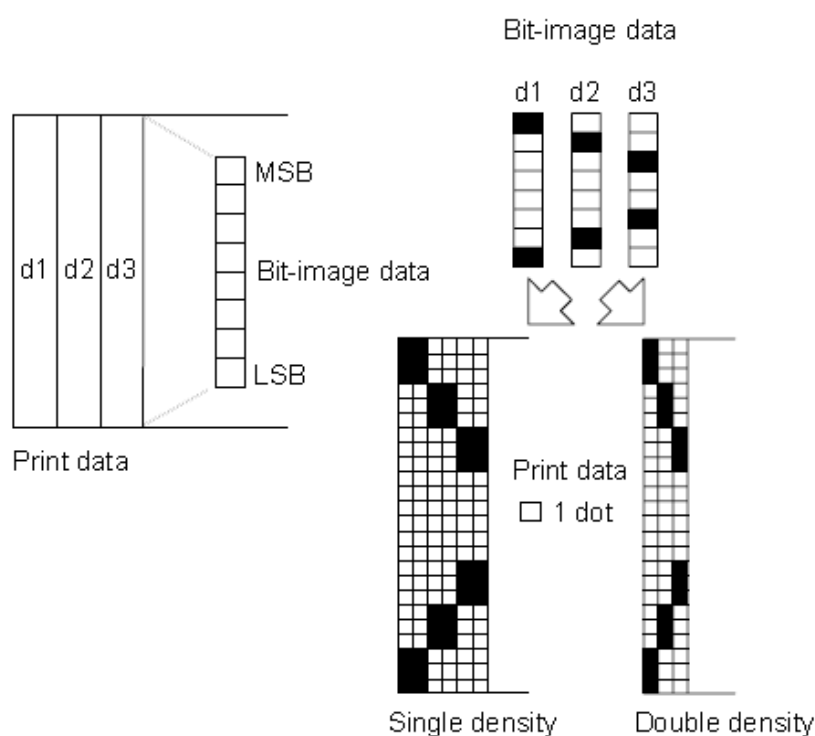 Bit-image data
d1 d2 d3
MSB
d1 d2 d3
Bit-image data
LSB
Print data
Print data
1 dot
Single density
Double density